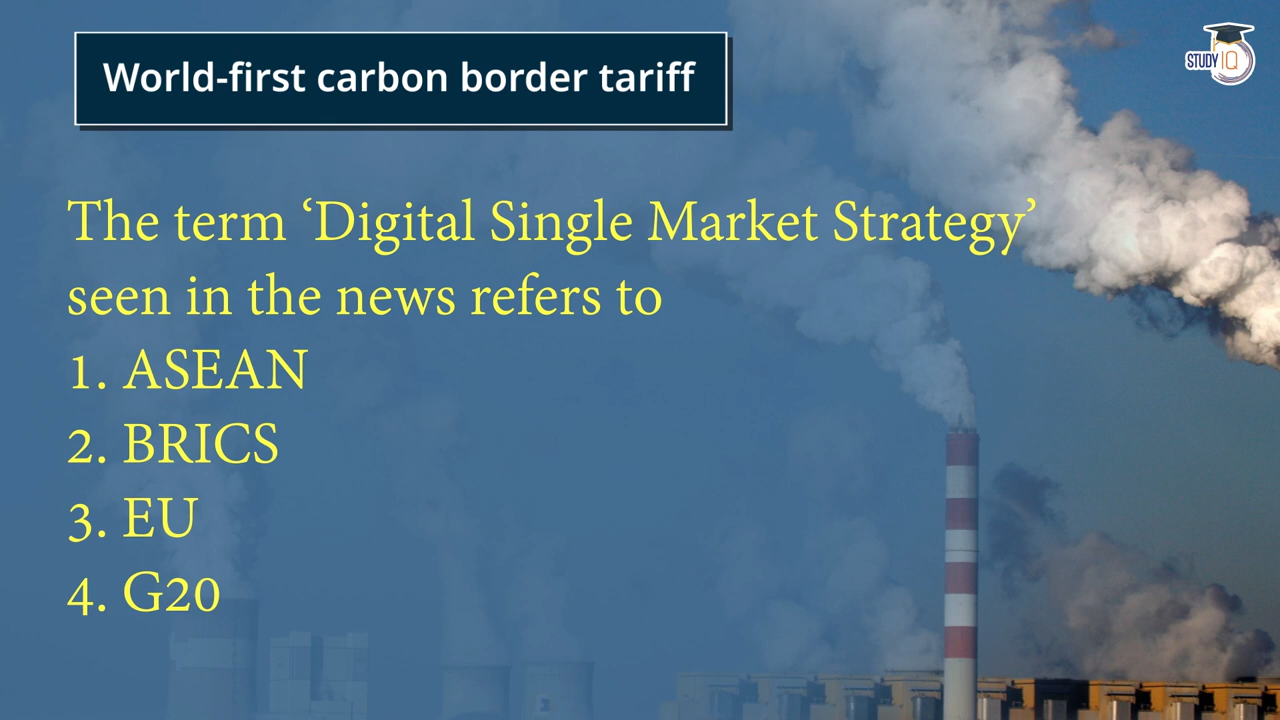 World-first carbon border tariff
STUDY IQ
The term ‘Digital Single Market Strategy’
seen in the news refers to
1. ASEAN
2. BRICS
3. EU
4. G20